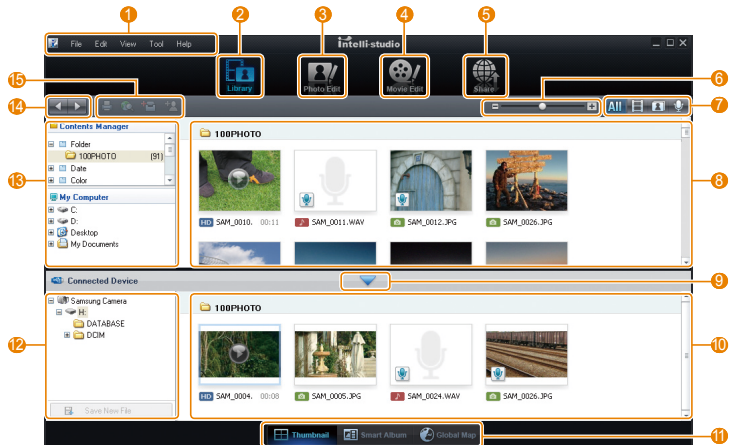 1 2 3 4 5
File Edit View Tool Help
intelli-studio
Library Photo Edit Movie Edit Share
15
6
14
All
7
Contents Manager
100PHOTO
Folder
100PHOTO (91)
Date
Color
13
My Computer
C:
D:
Desktop
My Documents
8
HD SAM_0010. 00:11
SAM_0011.WAV
SAM_0012.JPG
SAM_0026.JPG
Connected Device
9
Samsung Camera
H:
DATABASE
DCIM
12
100PHOTO
10
HD SAM_0004. 00:08
SAM_0005.JPG
SAM_0024.WAV
SAM_0026.JPG
Save New File
Thumbnail Smart Album Global Map
11